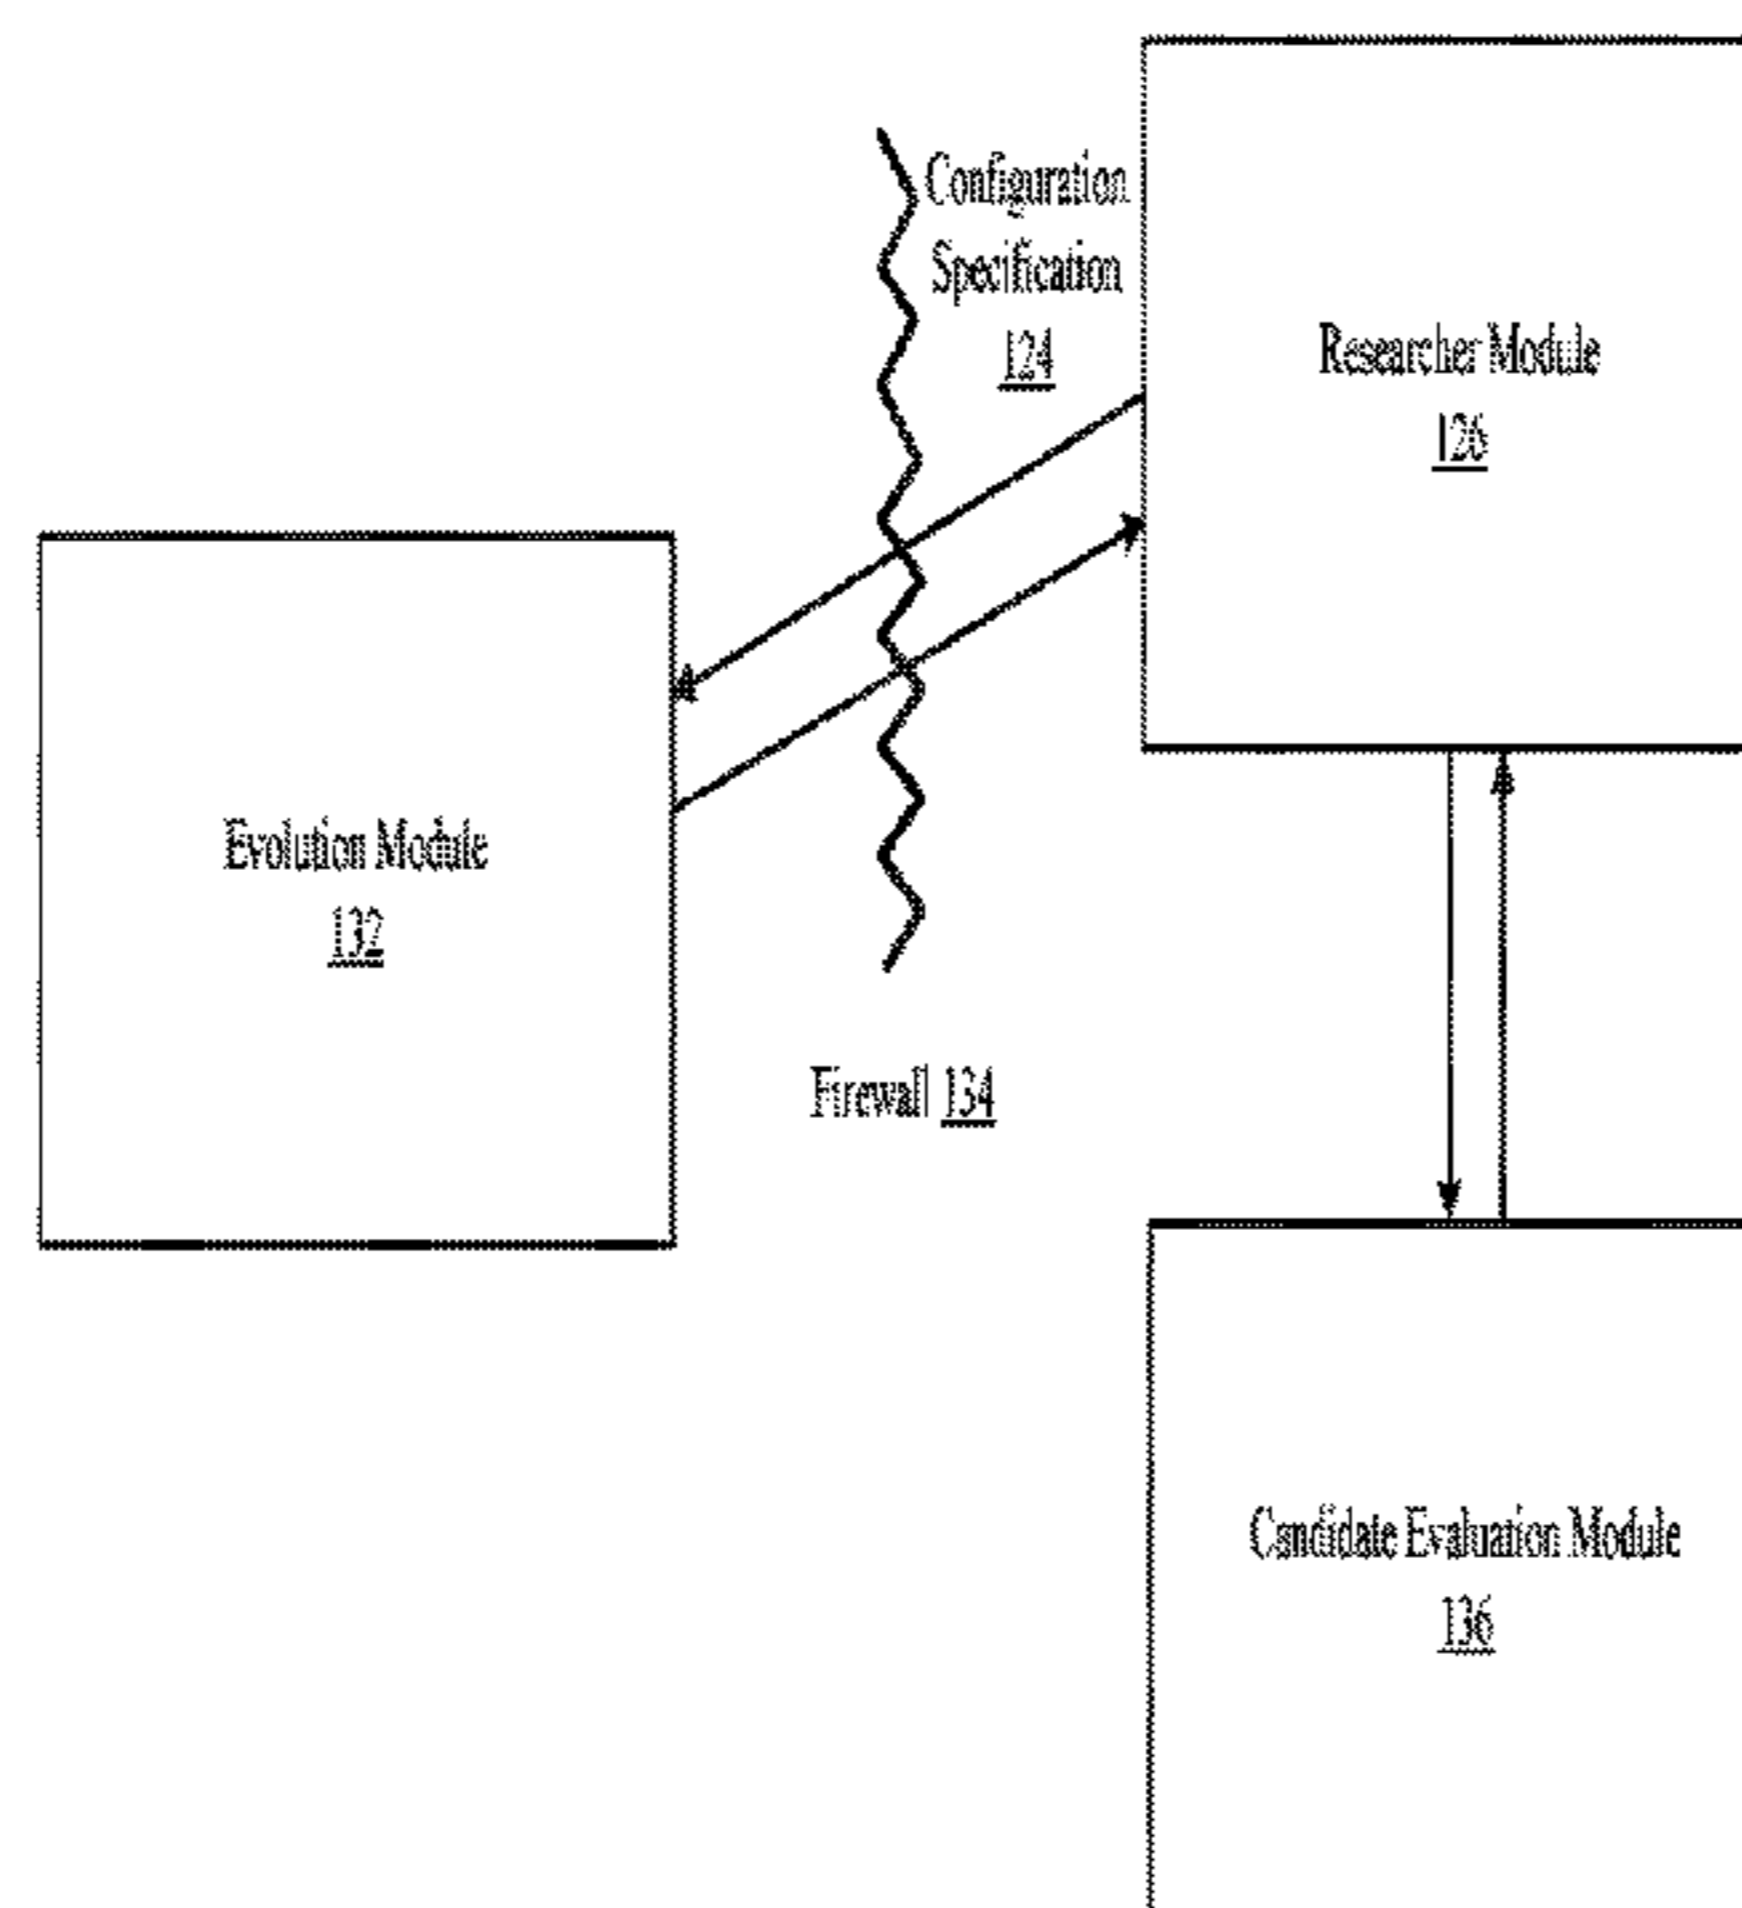 Configuration
Specification
124
Researcher Module
126
Evolution Module
132
Firewall 134
Candidate Evaluation Module
136